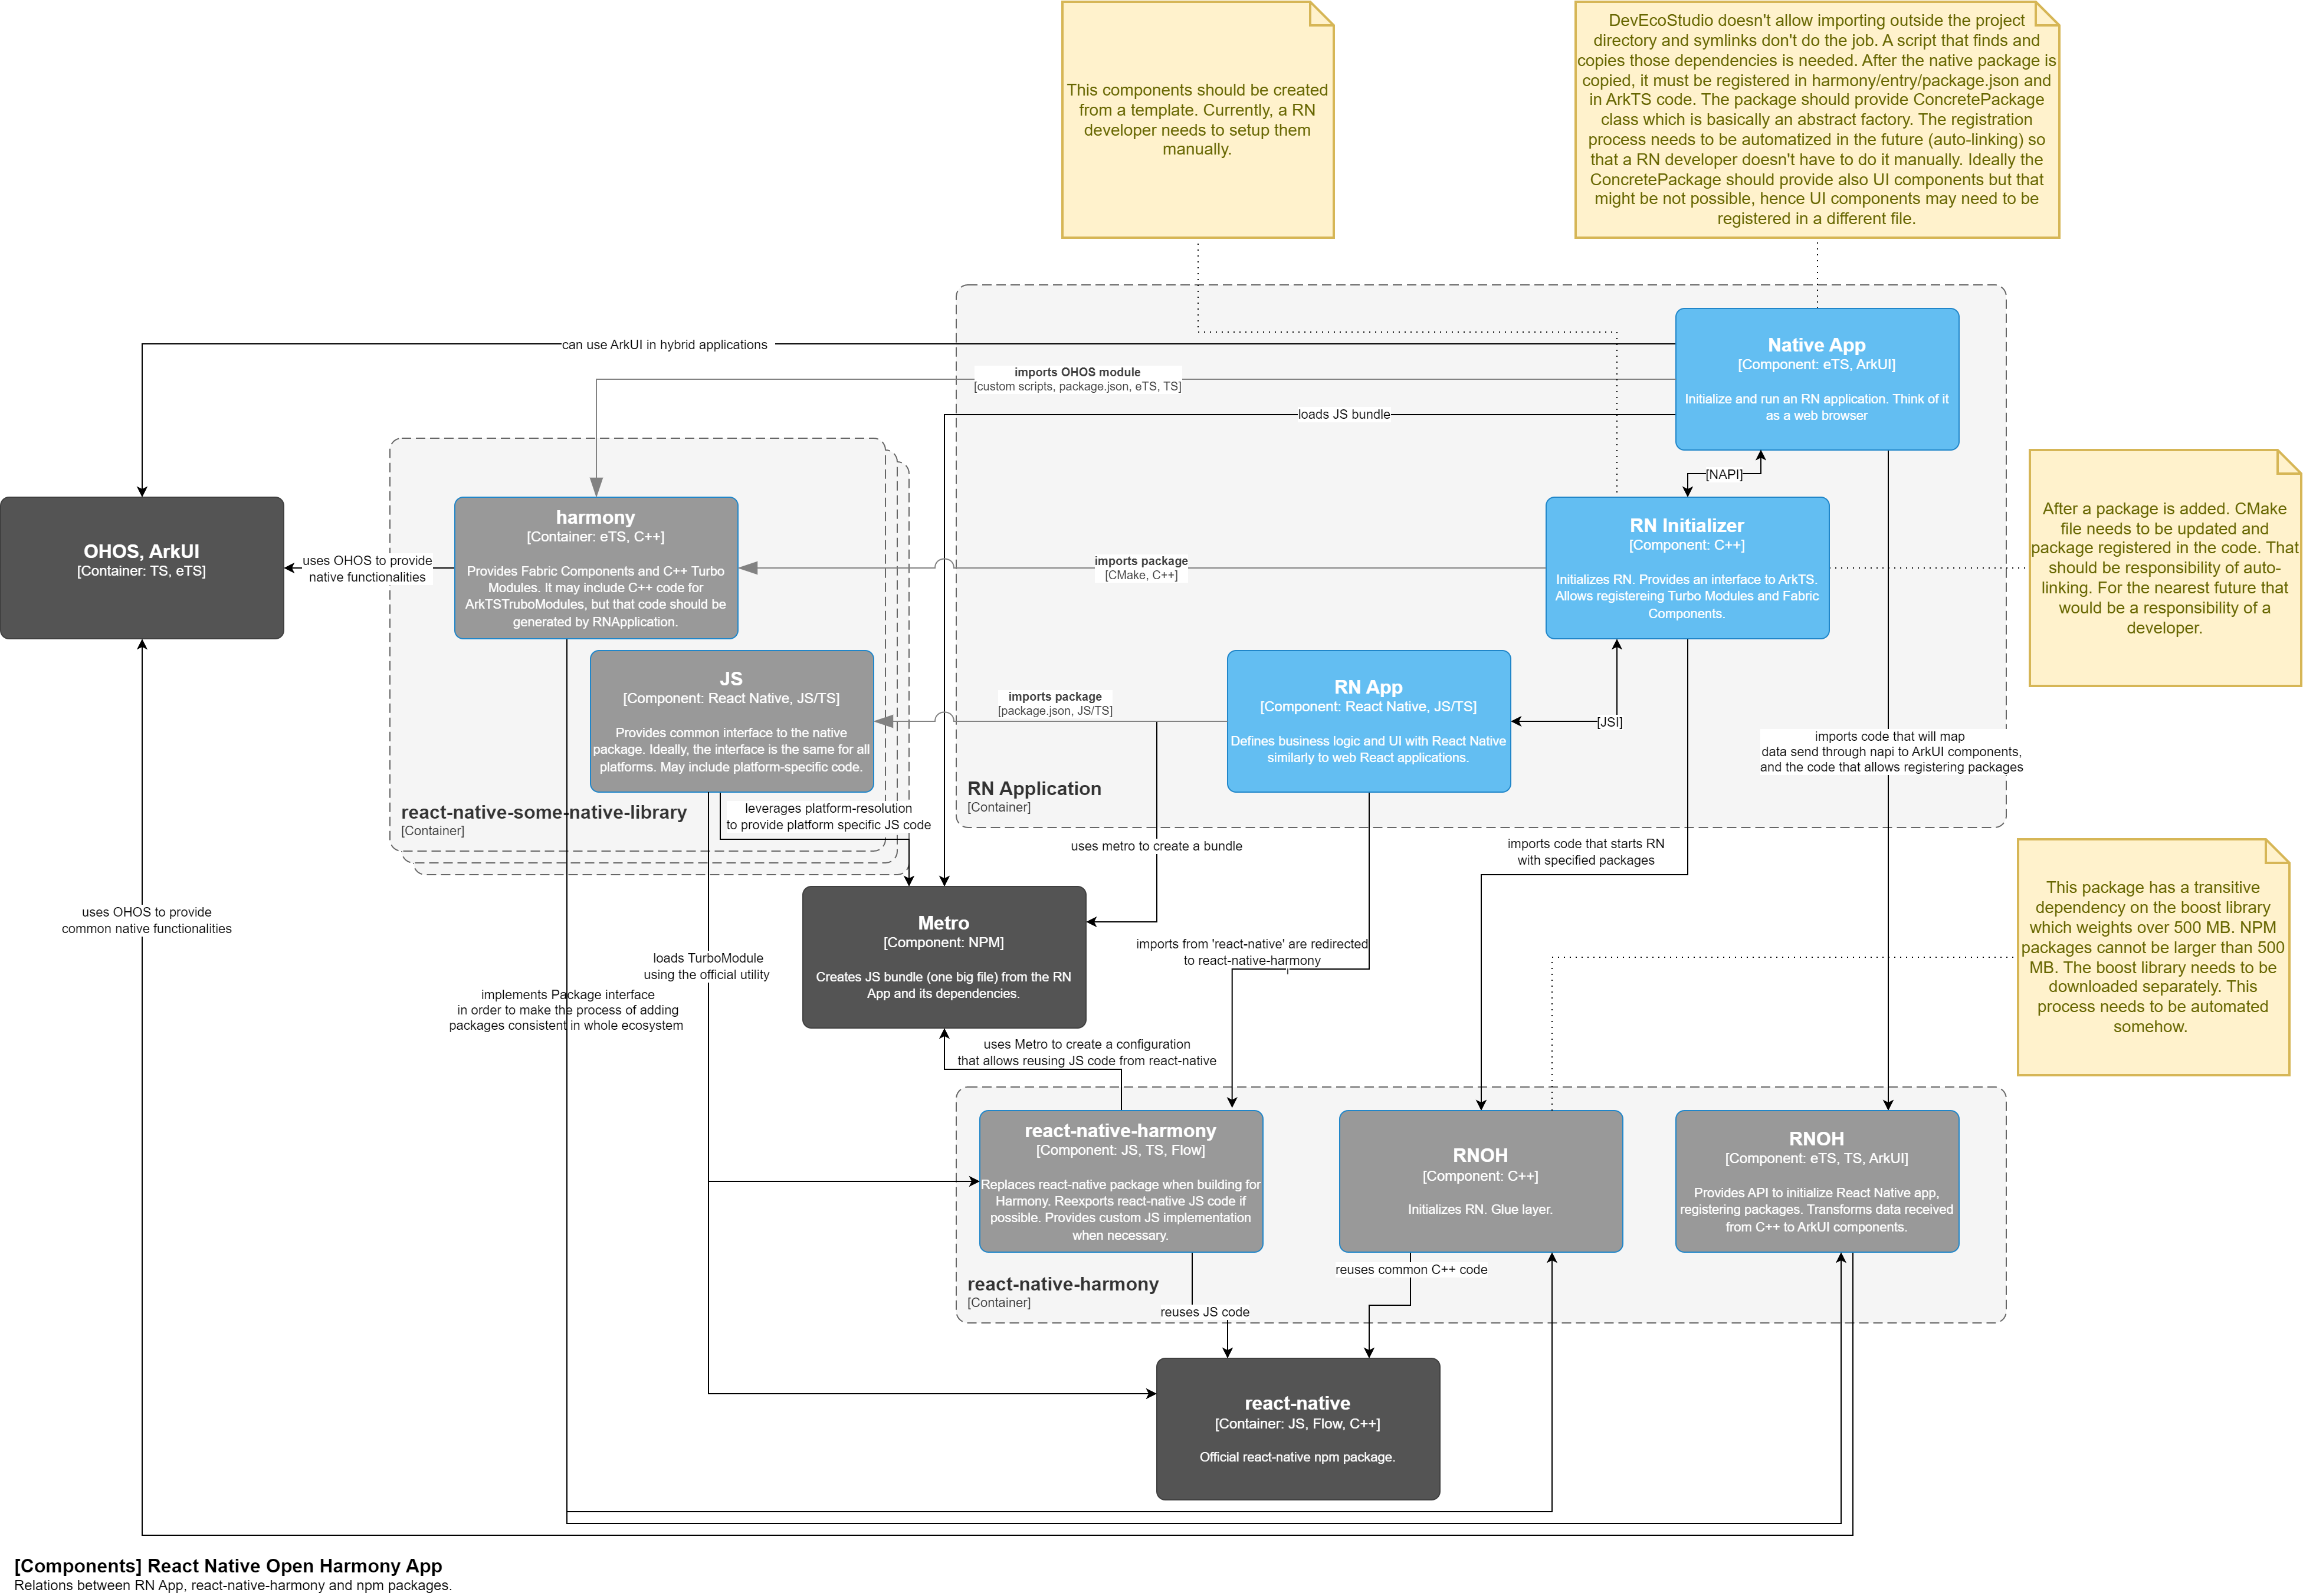 This components should be created
from a template. Currently, a RN
developer needs to setup them
manually.
DevEcoStudio doesn't allow importing outside the project
directory and symlinks don't do the job. A script that finds and
copies those dependencies is needed. After the native package is
copied, it must be registered in harmony/entry/package.json and
in ArkTS code. The package should provide ConcretePackage
class which is basically an abstract factory. The registration
process needs to be automatized in the future (auto-linking) so
that a RN developer doesn't have to do it manually. Ideally the
ConcretePackage should provide also UI components but that
might be not possible, hence UI components may need to be
registered in a different file.
can use ArkUI in hybrid applications
imports OHOS module
[custom scripts, package.json, eTS, TS]
loads JS bundle
Native App
[Component: eTS, ArkUI]
Initialize and run an RN application. Think of it
as a web browser
[NAPI]
OHOS, ArkUI
[Container: TS, eTS]
uses OHOS to provide
native functionalities
harmony
[Container: eTS, C++]
Provides Fabric Components and C++ Turbo
Modules. It may include C++ code for
ArkTSTruboModules, but that code should be
generated by RNApplication.
imports package
[CMake, C++]
RN Initializer
[Component: C++]
Initializes RN. Provides an interface to ArkTS.
Allows registereing Turbo Modules and Fabric
Components.
After a package is added. CMake
file needs to be updated and
package registered in the code. That
should be responsibility of auto-
linking. For the nearest future that
would be a responsibility of a
developer.
JS
[Component: React Native, JS/TS]
Provides common interface to the native
package. Ideally, the interface is the same for all
platforms. May include platform-specific code.
imports package
[package.json, JS/TS]
RN App
[Component: React Native, JS/TS]
Defines business logic and UI with React Native
similarly to web React applications.
[JSI]
imports code that will map
data send through napi to ArkUI components,
and the code that allows registering packages
react-native-some-native-library
[Container]
leverages platform-resolution
to provide platform specific JS code
RN Application
[Container]
uses metro to create a bundle
imports code that starts RN
with specified packages
uses OHOS to provide
common native functionalities
loads TurboModule
using the official utility
implements Package interface
in order to make the process of adding
packages consistent in whole ecosystem
Metro
[Component: NPM]
Creates JS bundle (one big file) from the RN
App and its dependencies.
imports from 'react-native' are redirected
to react-native-harmony
This package has a transitive
dependency on the boost library
which weights over 500 MB. NPM
packages cannot be larger than 500
MB. The boost library needs to be
downloaded separately. This
process needs to be automated
somehow.
uses Metro to create a configuration
that allows reusing JS code from react-native
react-native-harmony
[Component: JS, TS, Flow]
Replaces react-native package when building for
Harmony. Reexports react-native JS code if
possible. Provides custom JS implementation
when necessary.
RNOH
[Component: C++]
Initializes RN. Glue layer.
RNOH
[Component: eTS, TS, ArkUI]
Provides API to initialize React Native app,
registering packages. Transforms data received
from C++ to ArkUI components.
react-native-harmony
[Container]
reuses JS code
reuses common C++ code
react-native
[Container: JS, Flow, C++]
Official react-native npm package.
[Components] React Native Open Harmony App
Relations between RN App, react-native-harmony and npm packages.